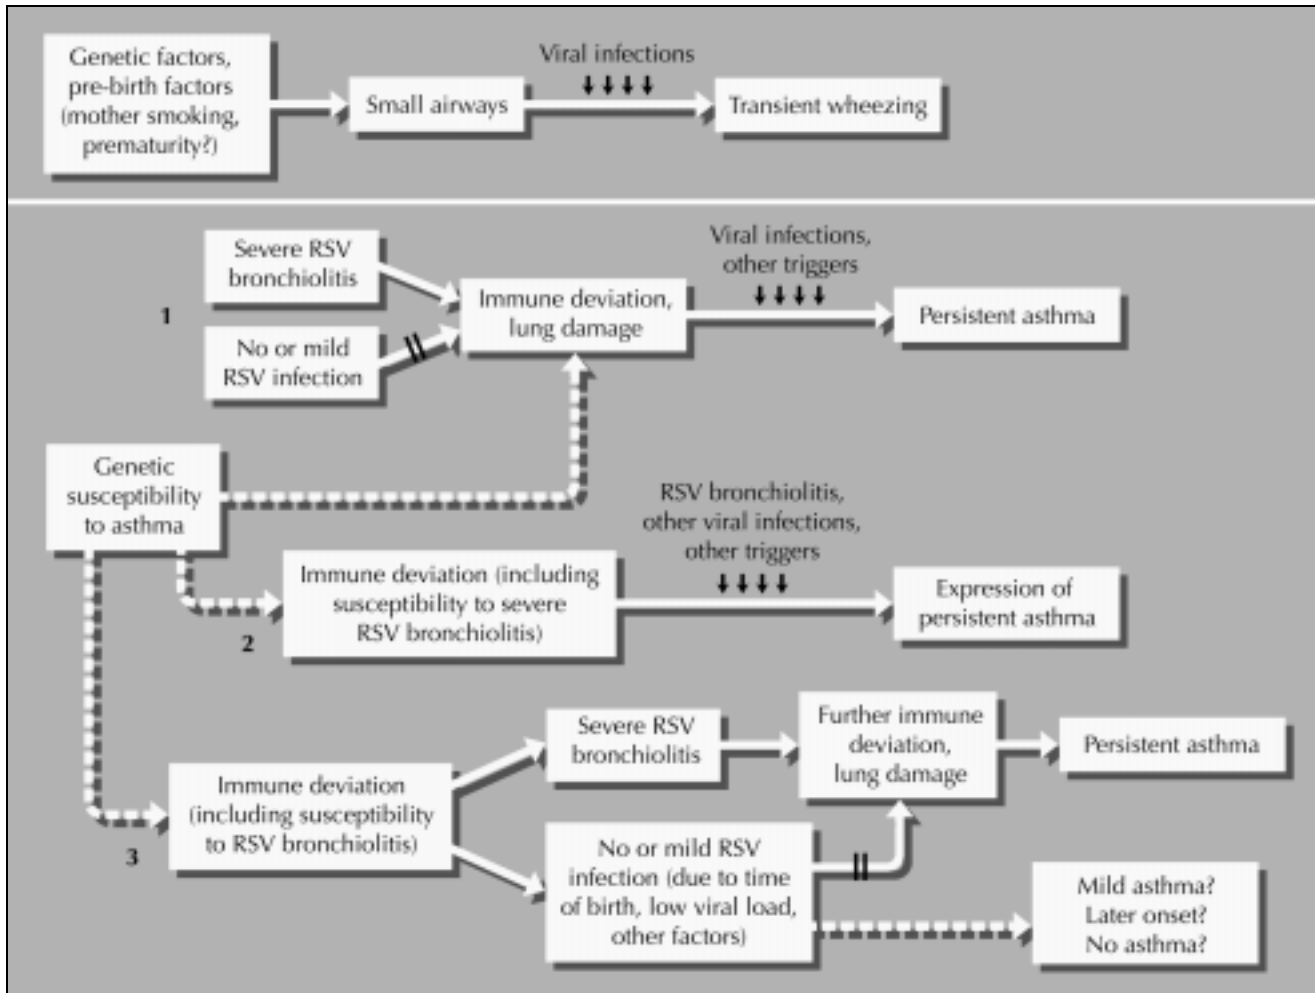 Genetic factors,
pre-birth factors
(mother smoking,
prematurity?)
Small airways
Viral infections
Transient wheezing
1
Severe RSV
bronchiolitis
No or mild
RSV infection
Immune deviation,
lung damage
Viral infections,
other triggers
Persistent asthma
Genetic
susceptibility
to asthma
2
Immune deviation (including
susceptibility to severe
RSV bronchiolitis)
RSV bronchiolitis,
other viral infections,
other triggers
Expression of
persistent asthma
3
Immune deviation
(including susceptibility
to RSV bronchiolitis)
Severe RSV
bronchiolitis
Further immune
deviation,
lung damage
Persistent asthma
No or mild RSV
infection (due to time
of birth, low viral load,
other factors)
Mild asthma?
Later onset?
No asthma?